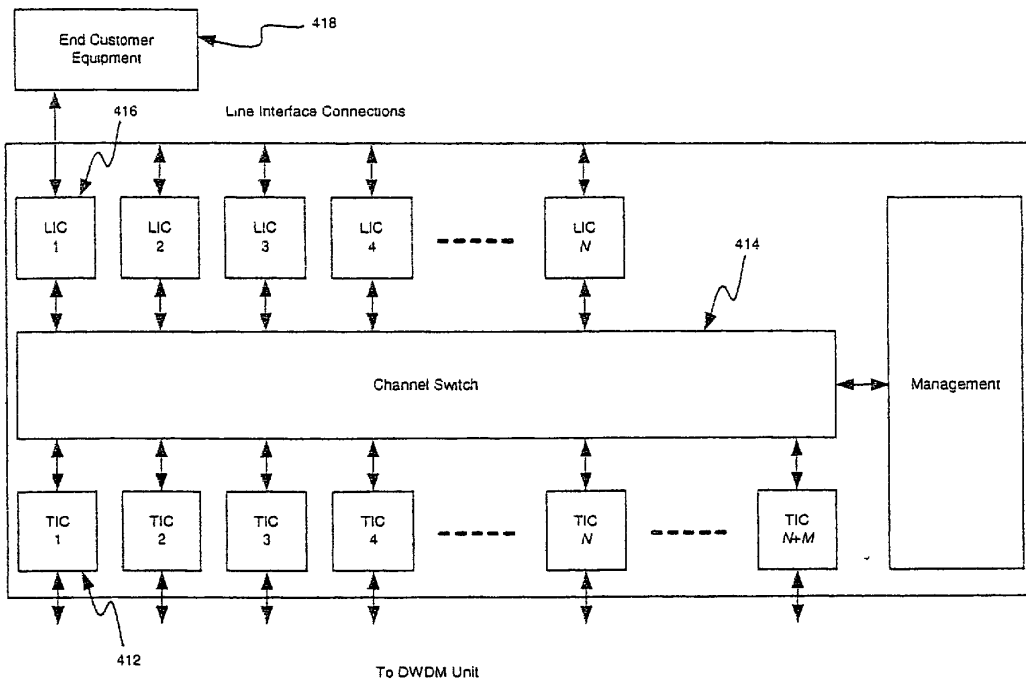 End Customer
Equipment
418
416
Line Interface Connections
LIC
1
LIC
2
LIC
3
LIC
4
LIC
N
414
Channel Switch
Management
TIC
1
TIC
2
TIC
3
TIC
4
TIC
N
TIC
N+M
412
To DWDM Unit